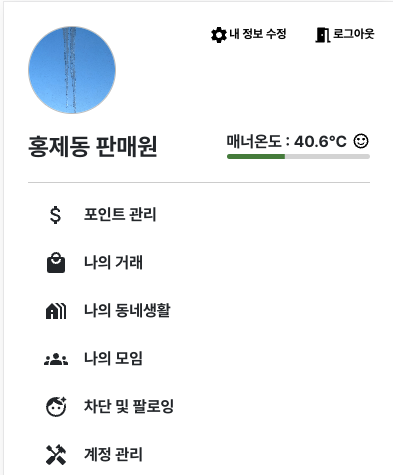 내 정보 수정
로그아웃
홍제동 판매원
매너온도 : 40.6°C
포인트 관리
나의 거래
나의 동네생활
나의 모임
차단 및 팔로잉
계정 관리